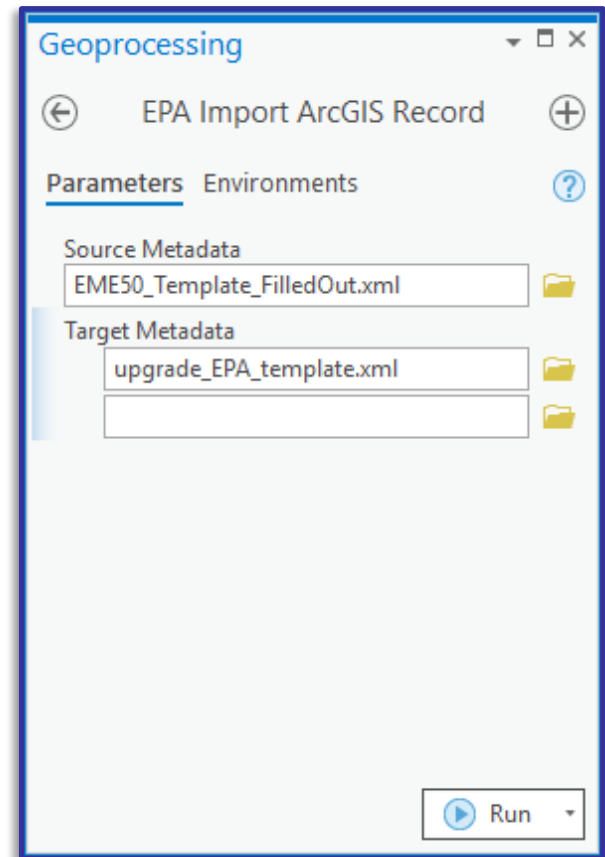 Geoprocessing
EPA Import ArcGIS Record
Parameters Environments
Source Metadata
EME50_Template_FilledOut.xml
Target Metadata
upgrade_EPA_template.xml
Run